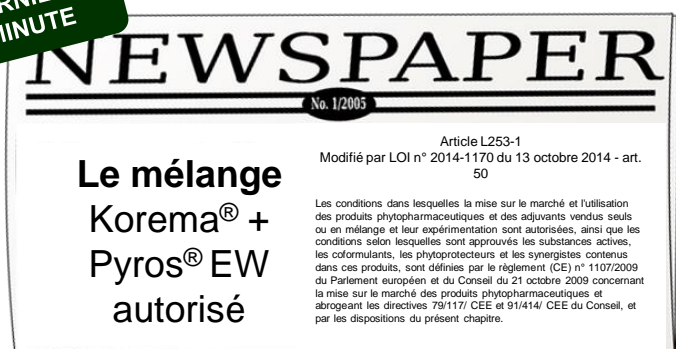 MINUTE
NEWSPAPER
No. 1/2005
Le mélange
Korema® +
Pyros® EW
autorisé
Article L253-1
Modifié par LOI n° 2014-1170 du 13 octobre 2014 - art.
50
Les conditions dans lesquelles la mise sur le marché et l'utilisation
des produits phytopharmaceutiques et des adjuvants vendus seuls
ou en mélange et leur expérimentation sont autorisées, ainsi que les
conditions selon lesquelles sont approuvés les substances actives,
les coformulants, les phytoprotecteurs et les synergistes contenus
dans ces produits, sont définies par le règlement (CE) n° 1107/2009
du Parlement européen et du Conseil du 21 octobre 2009 concernant
la mise sur le marché des produits phytopharmaceutiques et
abrogeant les directives 79/117/ CEE et 91/414/ CEE du Conseil, et
par les dispositions du présent chapitre.